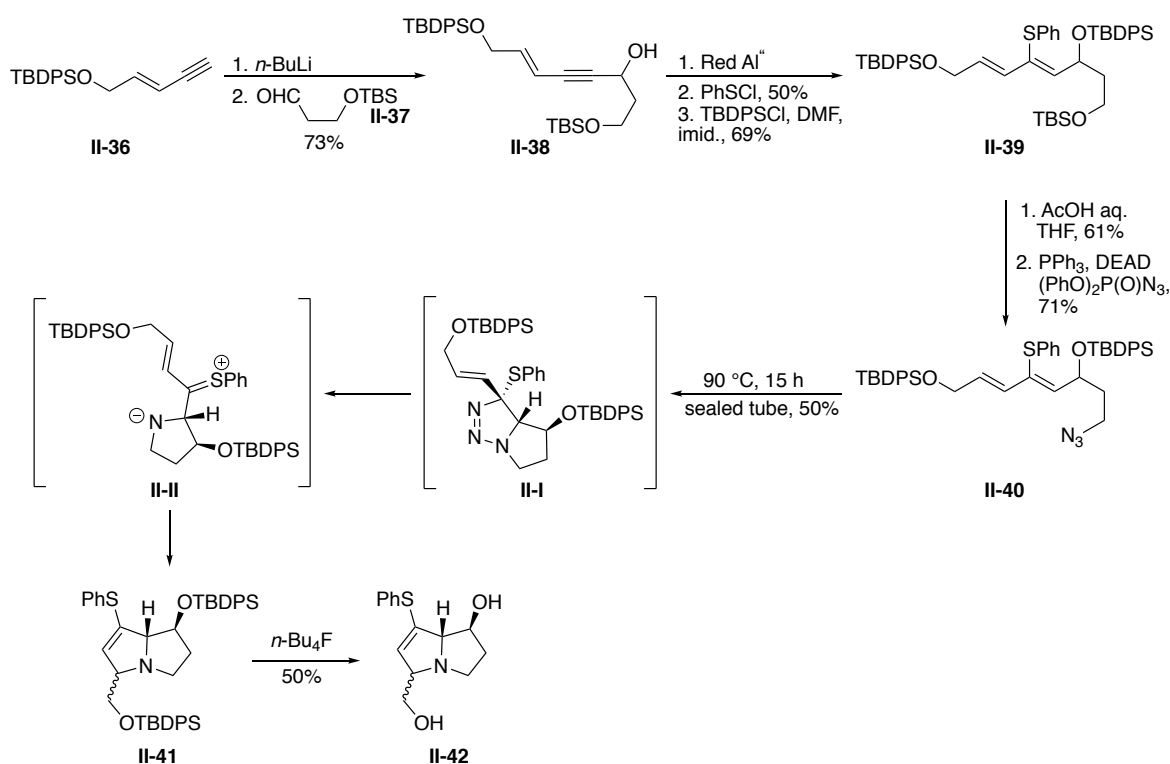 TBDPSO
II-36
1. n-BuLi
2. OHC OTBS
II-37
73%
TBDPSO
OH
TBSO
II-38
1. Red Al“
2. PhSCl, 50%
3. TBDPSCl, DMF,
imid., 69%
SPh OTBDPS
TBDPSO
TBSO
II-39
1. AcOH aq.
THF, 61%
2. PPh3, DEAD
(PhO)2P(O)N3,
71%
SPh OTBDPS
TBDPSO
N3
II-40
90 °C, 15 h
sealed tube, 50%
OTBDPS
SPh
H
OTBDPS
N
N
N
II-I
TBDPSO
+
SPh
N
−
H
OTBDPS
II-II
PhS
H
OTBDPS
N
OTBDPS
II-41
n-Bu4F
50%
PhS
H
OH
N
OH
II-42